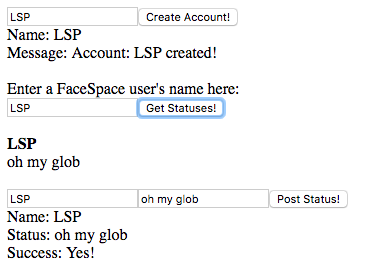 LSP Create Account!
Name: LSP
Message: Account: LSP created!
Enter a FaceSpace user's name here:
LSP Get Statuses!
LSP
oh my glob
LSP oh my glob Post Status!
Name: LSP
Status: oh my glob
Success: Yes!